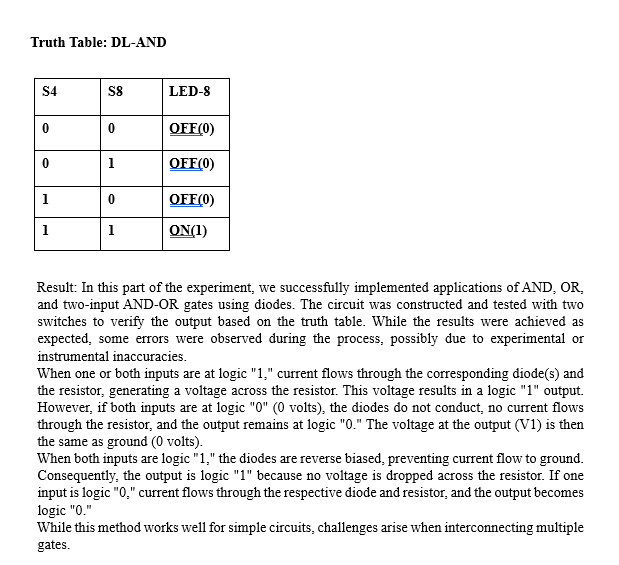 Truth Table: DL-AND
S4 S8 LED-8
0 0 OFF(0)
0 1 OFF(0)
1 0 OFF(0)
1 1 ON(1)
Result: In this part of the experiment, we successfully implemented applications of AND, OR,
and two-input AND-OR gates using diodes. The circuit was constructed and tested with two
switches to verify the output based on the truth table. While the results were achieved as
expected, some errors were observed during the process, possibly due to experimental or
instrumental inaccuracies.
When one or both inputs are at logic "1," current flows through the corresponding diode(s) and
the resistor, generating a voltage across the resistor. This voltage results in a logic "1" output.
However, if both inputs are at logic "0" (0 volts), the diodes do not conduct, no current flows
through the resistor, and the output remains at logic "0." The voltage at the output (V1) is then
the same as ground (0 volts).
When both inputs are logic "1," the diodes are reverse biased, preventing current flow to ground.
Consequently, the output is logic "1" because no voltage is dropped across the resistor. If one
input is logic "0," current flows through the respective diode and resistor, and the output becomes
logic "0."
While this method works well for simple circuits, challenges arise when interconnecting multiple
gates.